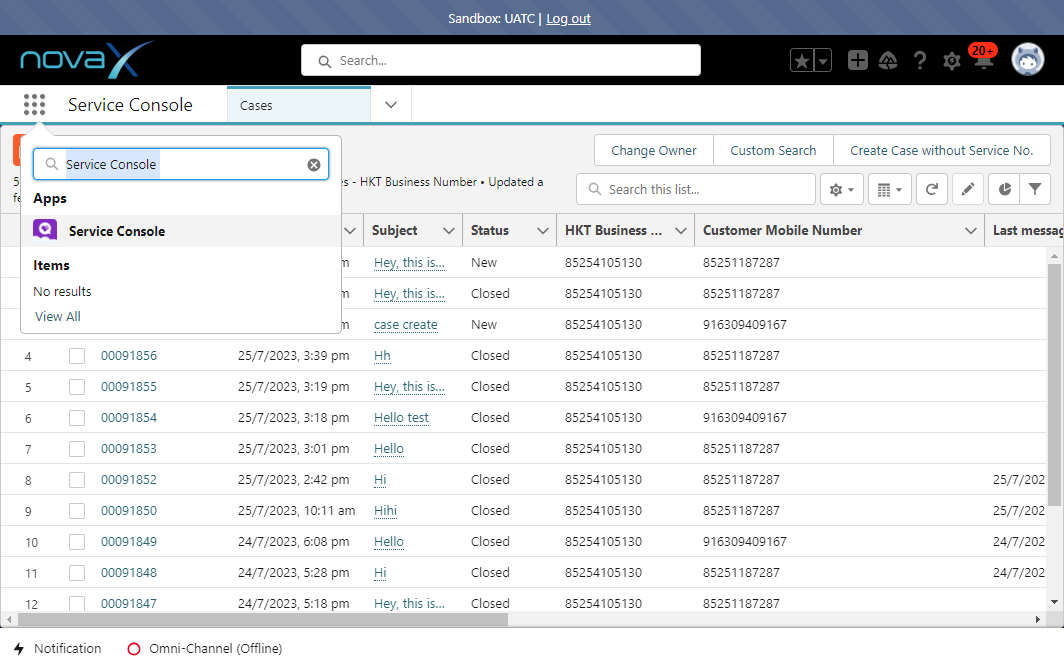 Sandbox: UATC | Log out
novaX
Search...
20+
Service Console
Cases
Service Console
Apps
Service Console
Items
No results
View All
Change Owner
Custom Search
Create Case without Service No.
s - HKT Business Number • Updated a
Search this list...
Subject Status HKT Business ... Customer Mobile Number Last messag
m Hey, this is... New 85254105130 85251187287
m Hey, this is... Closed 85254105130 85251187287
m case create New 85254105130 916309409167
4 00091856 25/7/2023, 3:39 pm Hh Closed 85254105130 85251187287
5 00091855 25/7/2023, 3:19 pm Hey, this is... Closed 85254105130 85251187287
6 00091854 25/7/2023, 3:18 pm Hello test Closed 85254105130 916309409167
7 00091853 25/7/2023, 3:01 pm Hello Closed 85254105130 85251187287
8 00091852 25/7/2023, 2:42 pm Hi Closed 85254105130 85251187287 25/7/202
9 00091850 25/7/2023, 10:11 am Hihi Closed 85254105130 85251187287 25/7/202
10 00091849 24/7/2023, 6:08 pm Hello Closed 85254105130 916309409167 24/7/202
11 00091848 24/7/2023, 5:28 pm Hi Closed 85254105130 85251187287 24/7/202
12 00091847 24/7/2023, 5:18 pm Hey, this is... Closed 85254105130 85251187287
Notification
Omni-Channel (Offline)